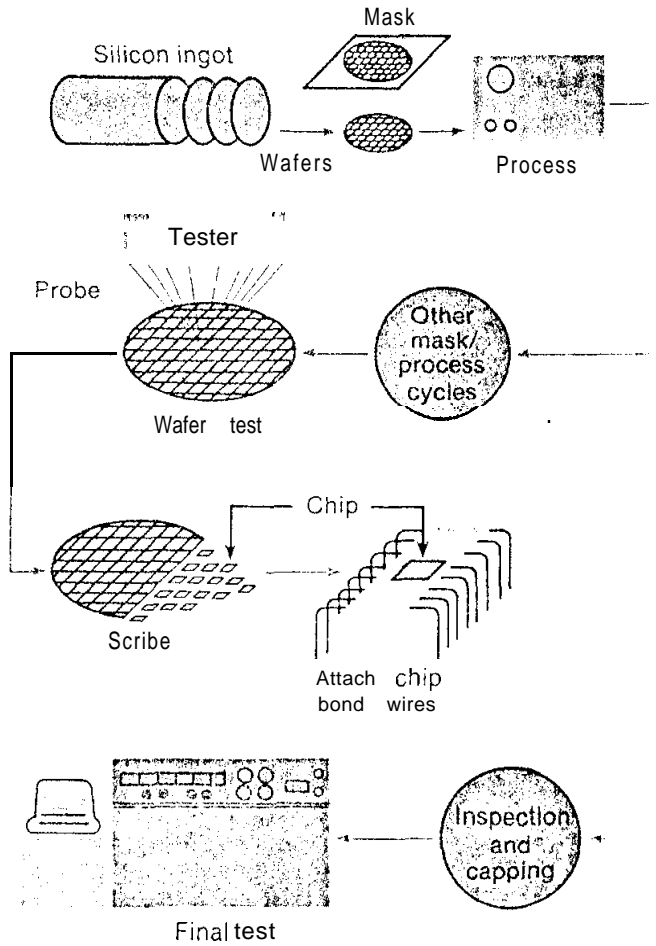 Mask
Silicon ingot
Wafers
Process
Tester
Probe
Other
mask/
process
cycles
Wafer test
Chip
Scribe
Attach chip
bond wires
Inspection
and
capping
Final test